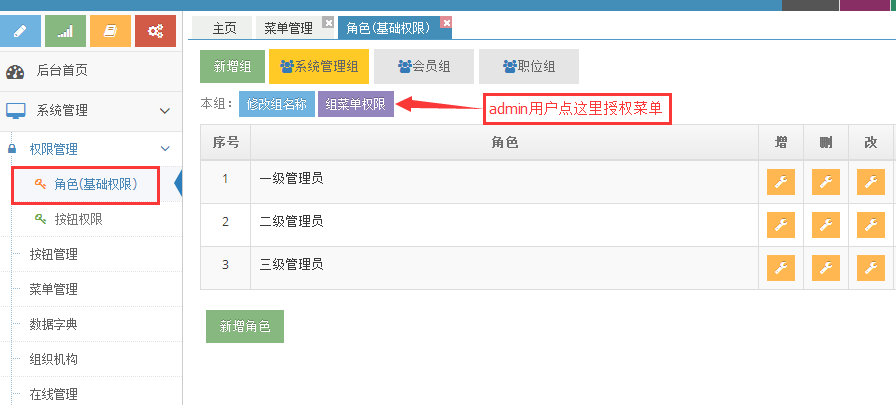 主页 菜单管理 角色(基础权限)
新增组 系统管理组 会员组 职位组
后台首页
系统管理
权限管理
角色(基础权限)
按钮权限
按钮管理
菜单管理
数据字典
组织机构
在线管理
本组： 修改组名称 组菜单权限 admin用户点这里授权菜单
序号 角色 增 删 改
1 一级管理员
2 二级管理员
3 三级管理员
新增角色